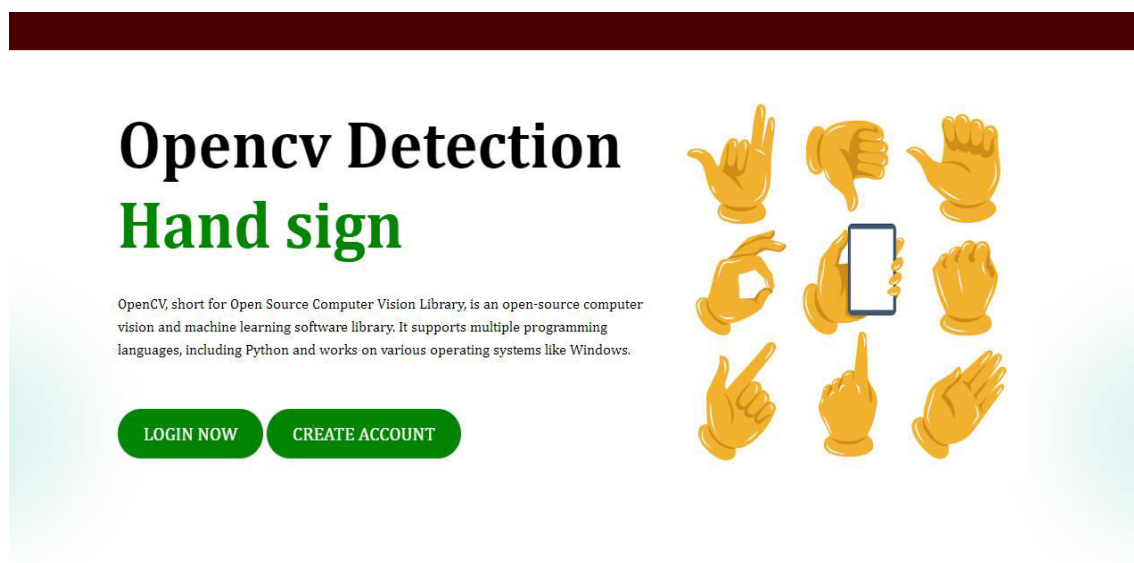 Opencv Detection
Hand sign
OpenCV, short for Open Source Computer Vision Library, is an open-source computer
vision and machine learning software library. It supports multiple programming
languages, including Python and works on various operating systems like Windows.
LOGIN NOW
CREATE ACCOUNT